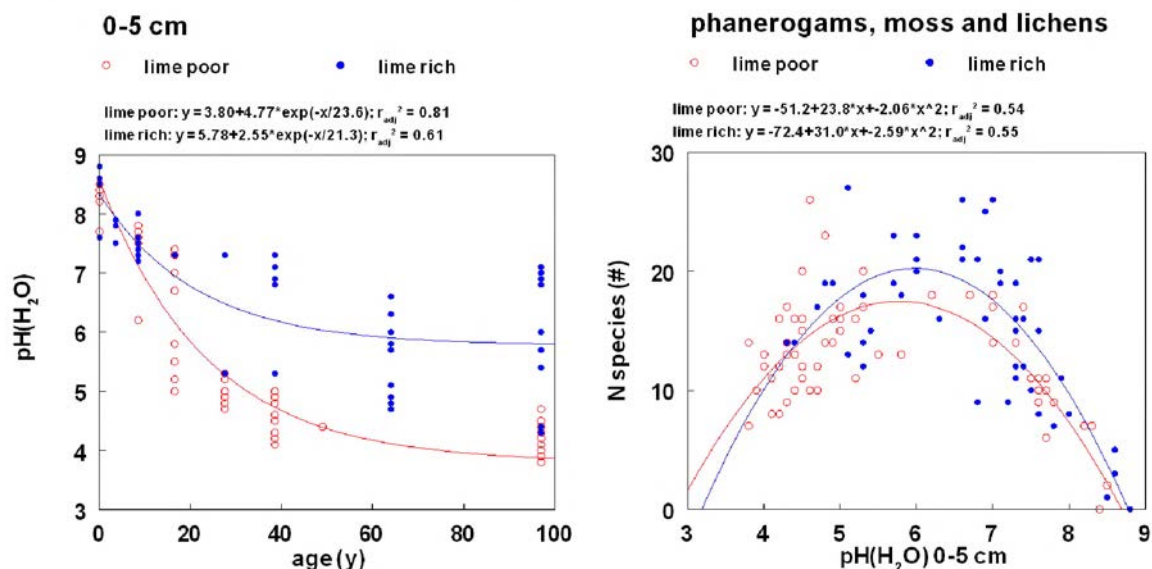 0-5 cm
lime poor
lime rich
lime poor: y = 3.80+4.77*exp(-x/23.6); r_adj² = 0.81
lime rich: y = 5.78+2.55*exp(-x/21.3); r_adj² = 0.61
9
8
7
6
5
4
3
pH(H₂O)
0
20
40
60
80
100
age (y)
phanerogams, moss and lichens
lime poor
lime rich
lime poor: y = -51.2+23.8*x+-2.06*x^2; r_adj² = 0.54
lime rich: y = -72.4+31.0*x+-2.59*x^2; r_adj² = 0.55
30
20
10
0
N species (#)
3
4
5
6
7
8
9
pH(H₂O) 0-5 cm